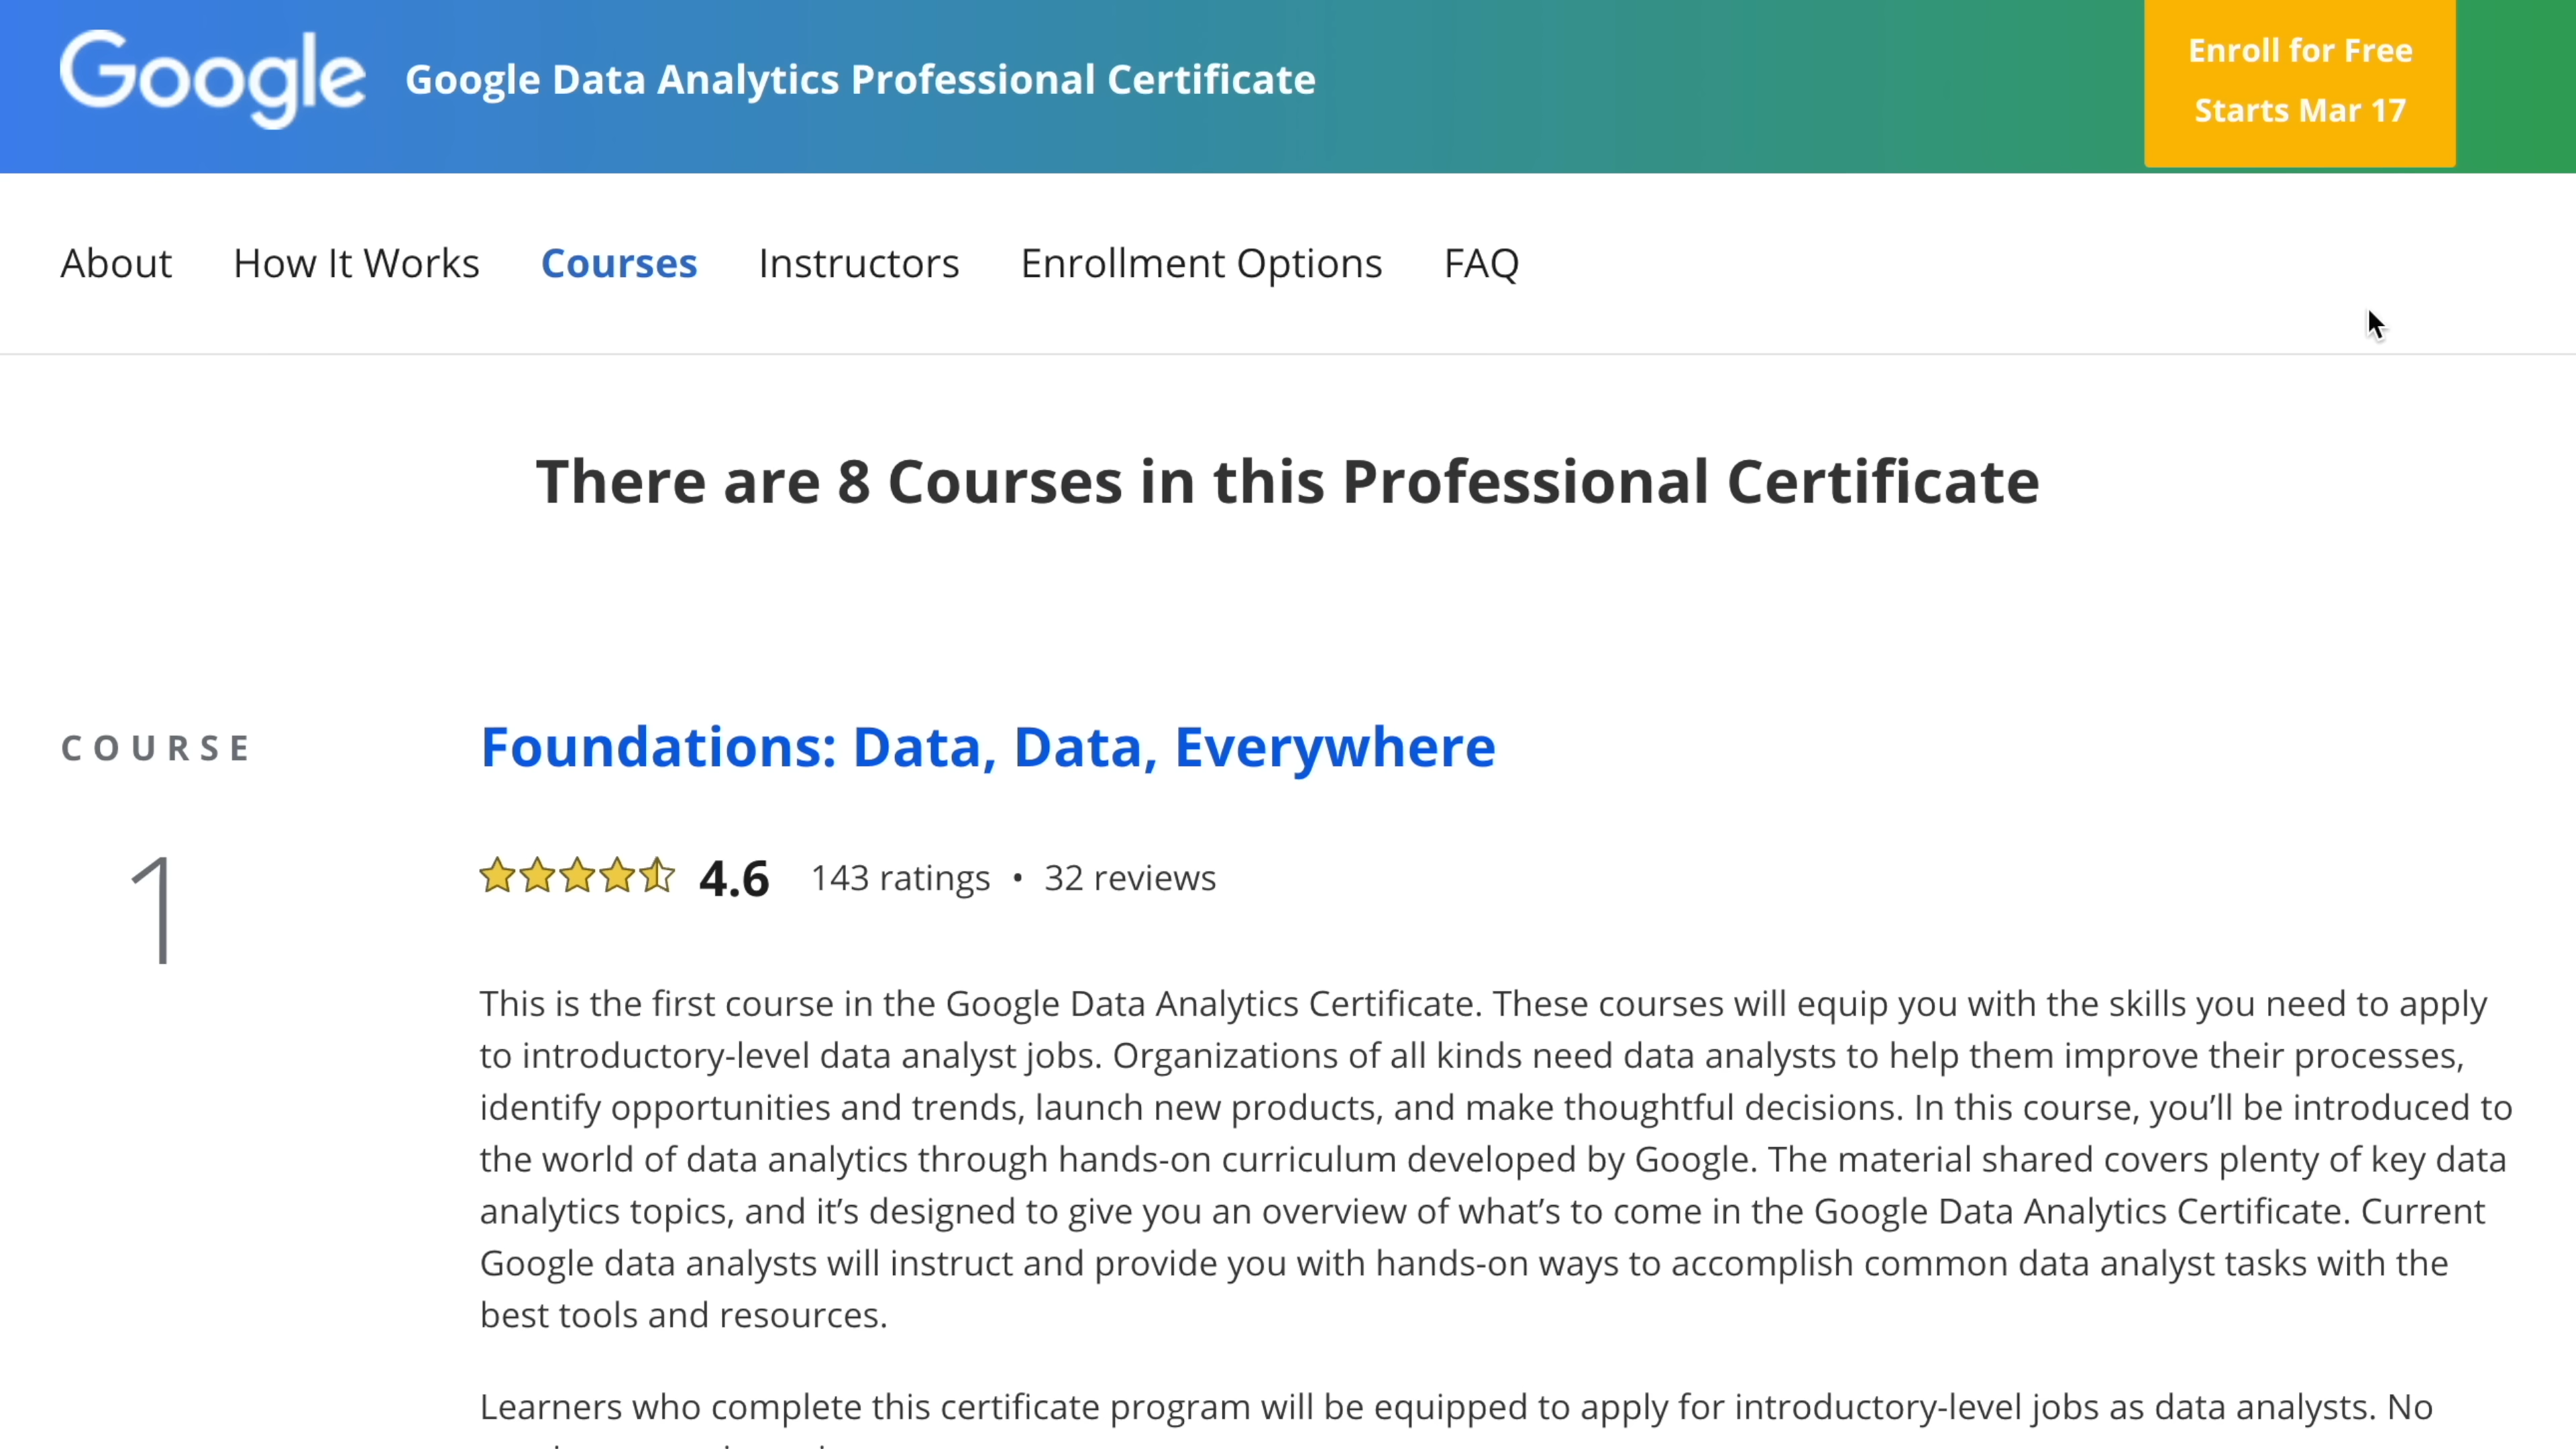 Google
Google Data Analytics Professional Certificate
Enroll for Free
Starts Mar 17
About
How It Works
Courses
Instructors
Enrollment Options
FAQ
There are 8 Courses in this Professional Certificate
COURSE
1
Foundations: Data, Data, Everywhere
4.6 143 ratings • 32 reviews
This is the first course in the Google Data Analytics Certificate. These courses will equip you with the skills you need to apply
to introductory-level data analyst jobs. Organizations of all kinds need data analysts to help them improve their processes,
identify opportunities and trends, launch new products, and make thoughtful decisions. In this course, you’ll be introduced to
the world of data analytics through hands-on curriculum developed by Google. The material shared covers plenty of key data
analytics topics, and it’s designed to give you an overview of what’s to come in the Google Data Analytics Certificate. Current
Google data analysts will instruct and provide you with hands-on ways to accomplish common data analyst tasks with the
best tools and resources.
Learners who complete this certificate program will be equipped to apply for introductory-level jobs as data analysts. No